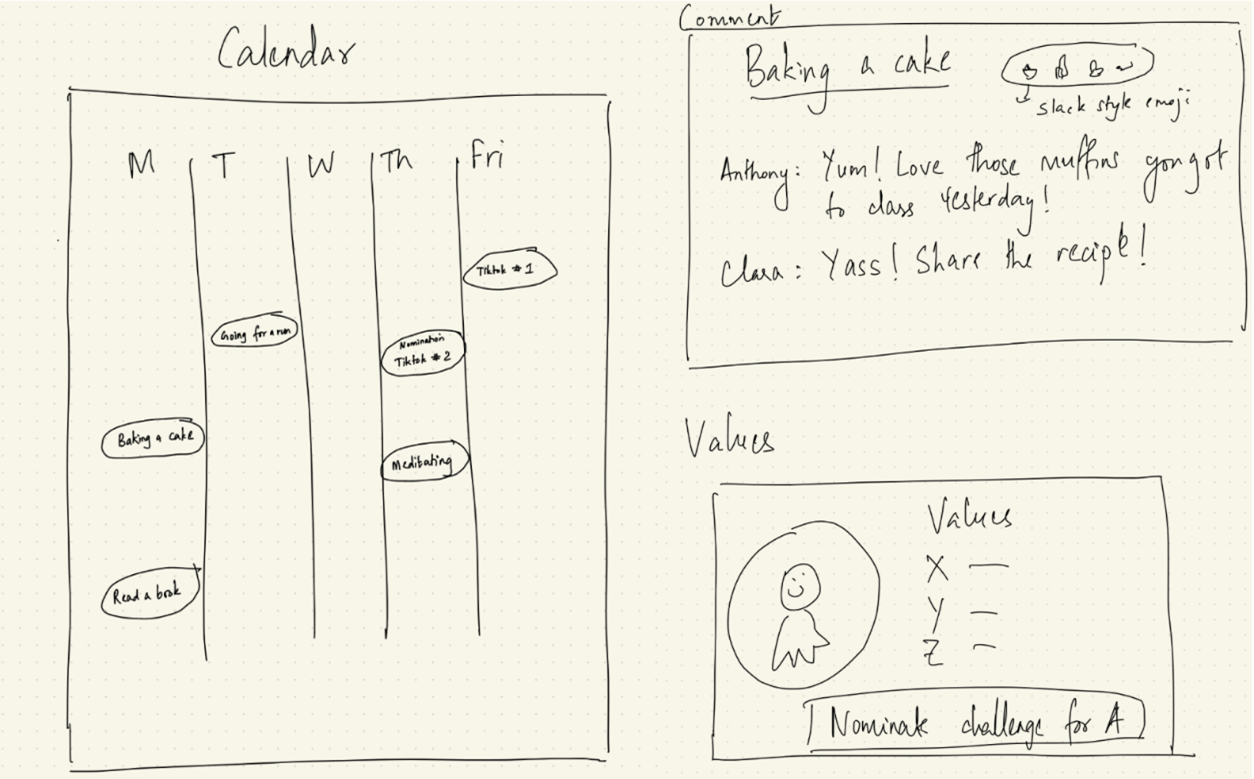 Calendar
M T W Th Fri
Tiktok #1
Going for a run
Nomination
Tiktok #2
Baking a cake
Meditating
Read a book
Comment
Baking a cake
slack style emoji
Anthony: Yum! Love those muffins you got
to class yesterday!
Clara: Yass! Share the recipe!
Values
Values
X —
Y —
Z —
Nominate challenge for A